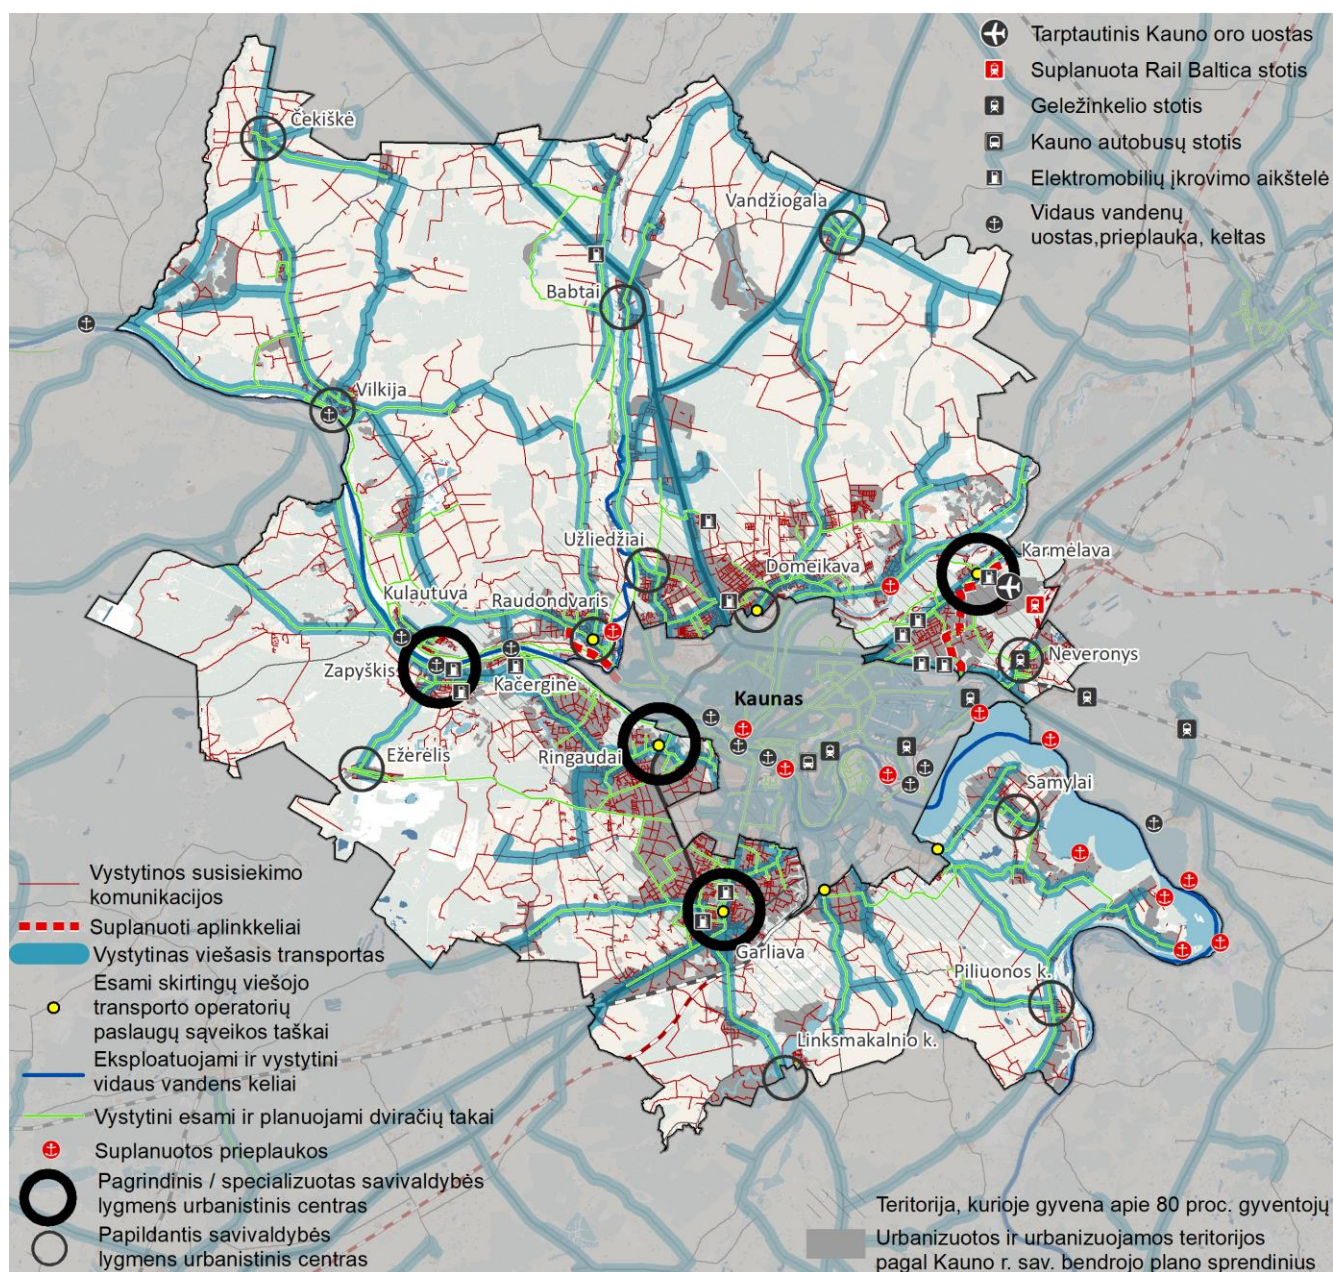 Tarptautinis Kauno oro uostas
Suplanuota Rail Baltica stotis
Geležinkelio stotis
Kauno autobusų stotis
Elektromobilių įkrovimo aikštelė
Vidaus vandenų
uostas,prieplauka, keltas
Čekiškė
Vandžiogala
Babtai
Vilkija
Užliedžiai
Domeikava
Karmėlava
Kulautuva
Raudondvaris
Neveronys
Zapyškis
Kačerginė
Kaunas
Ežerėlis
Ringaudai
Samylai
Garliava
Piliuonos k.
Linksmakalnio k.
Vystytinos susisiekimo
komunikacijos
Suplanuoti aplinkkeliai
Vystytinas viešasis transportas
Esami skirtingų viešojo
transporto operatorių
paslaugų sąveikos taškai
Eksploatuojami ir vystytini
vidaus vandens keliai
Vystytini esami ir planuojami dviračių takai
Suplanuotos prieplaukos
Pagrindinis / specializuotas savivaldybės
lygmens urbanistinis centras
Papildantis savivaldybės
lygmens urbanistinis centras
Teritorija, kurioje gyvena apie 80 proc. gyventojų
Urbanizuotos ir urbanizuojamos teritorijos
pagal Kauno r. sav. bendrojo plano sprendinius